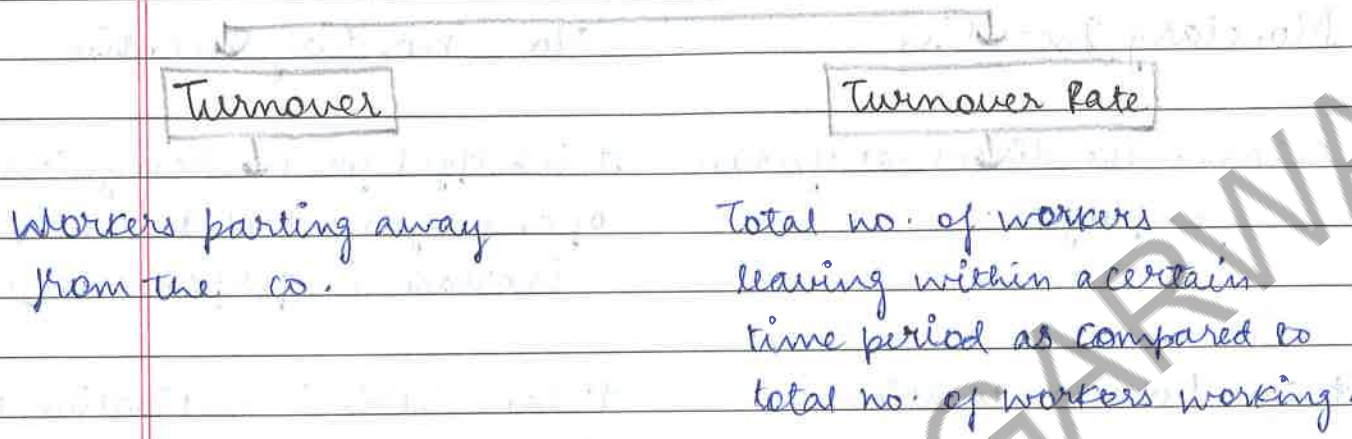 Turnover
Turnover Rate
Workers parting away
from the co.
Total no. of workers
leaving within a certain
time period as compared to
total no. of workers working.
GARWA